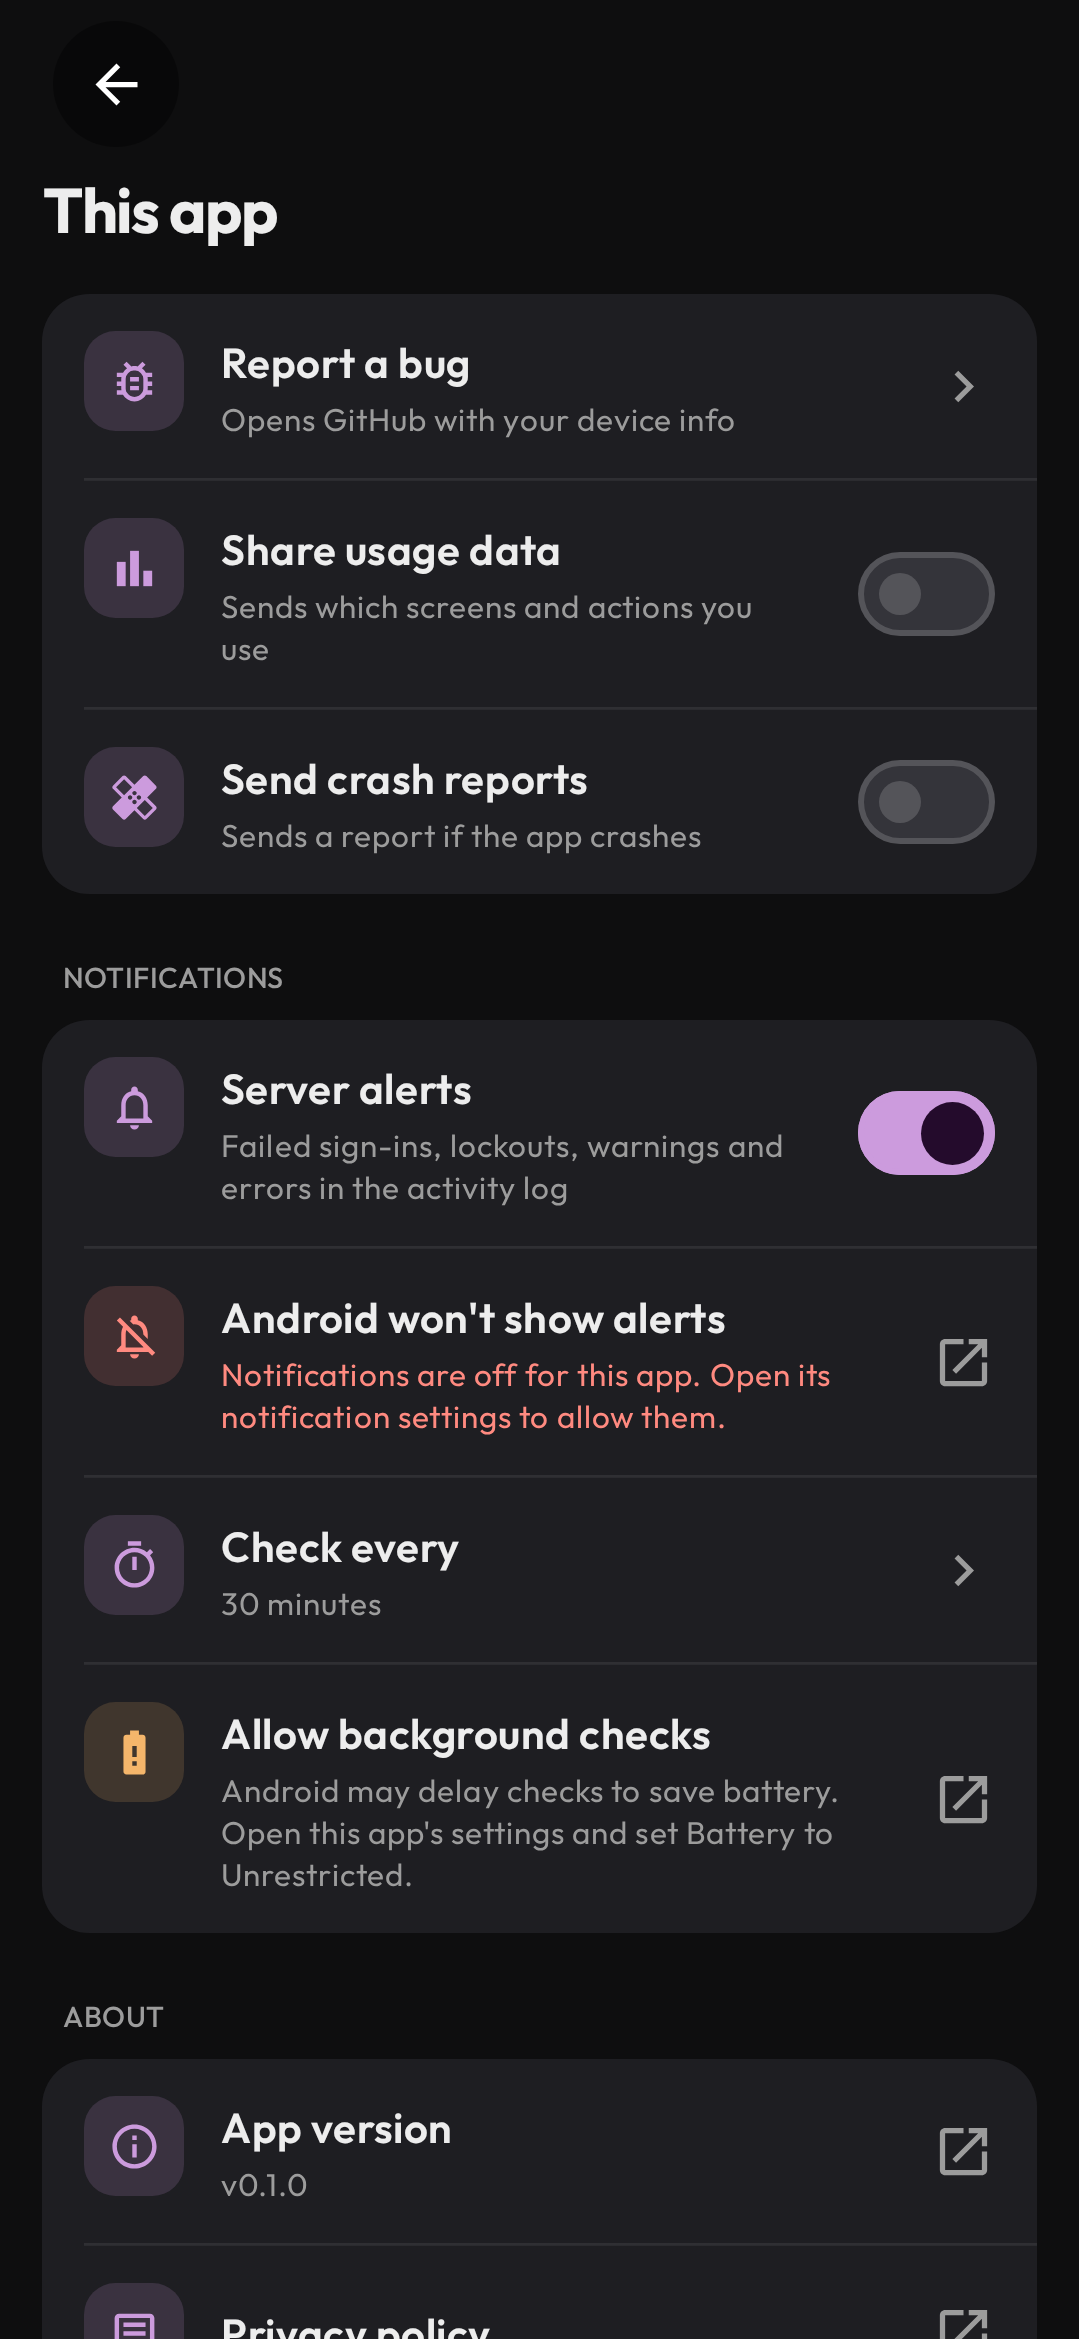 This app
Report a bug
Opens GitHub with your device info
Share usage data
Sends which screens and actions you
use
Send crash reports
Sends a report if the app crashes
NOTIFICATIONS
Server alerts
Failed sign-ins, lockouts, warnings and
errors in the activity log
Android won't show alerts
Notifications are off for this app. Open its
notification settings to allow them.
Check every
30 minutes
Allow background checks
Android may delay checks to save battery.
Open this app's settings and set Battery to
Unrestricted.
ABOUT
App version
v0.1.0
Privacy policy